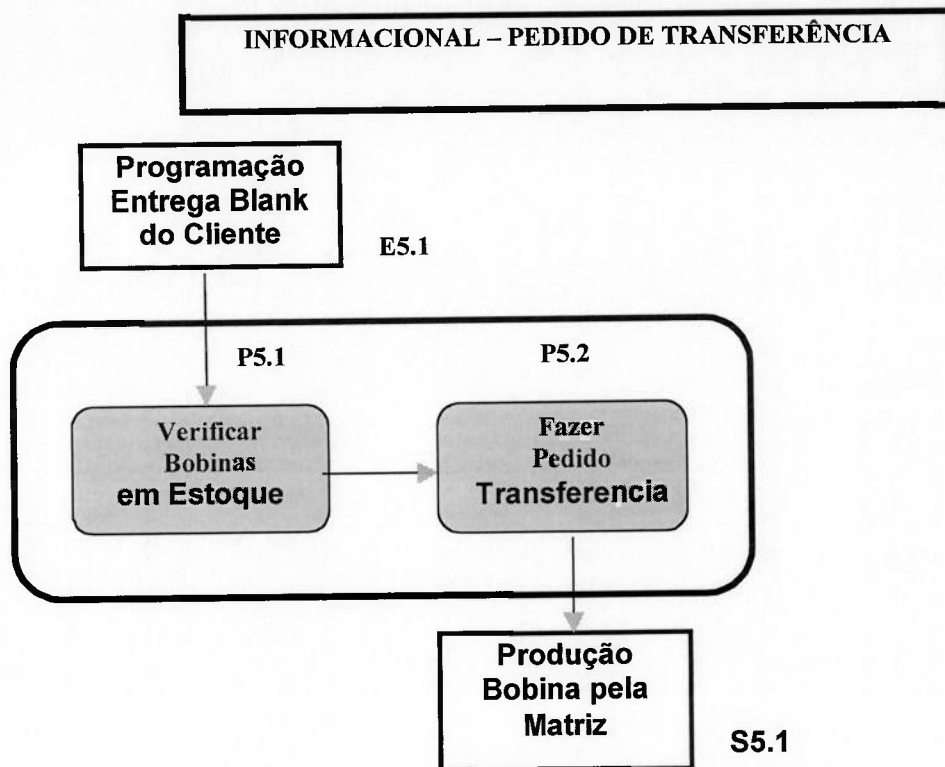 INFORMACIONAL – PEDIDO DE TRANSFERÊNCIA
Programação
Entrega Blank
do Cliente
E5.1
P5.1
P5.2
Verificar
Bobinas
em Estoque
Fazer
Pedido
Transferencia
Produção
Bobina pela
Matriz
S5.1